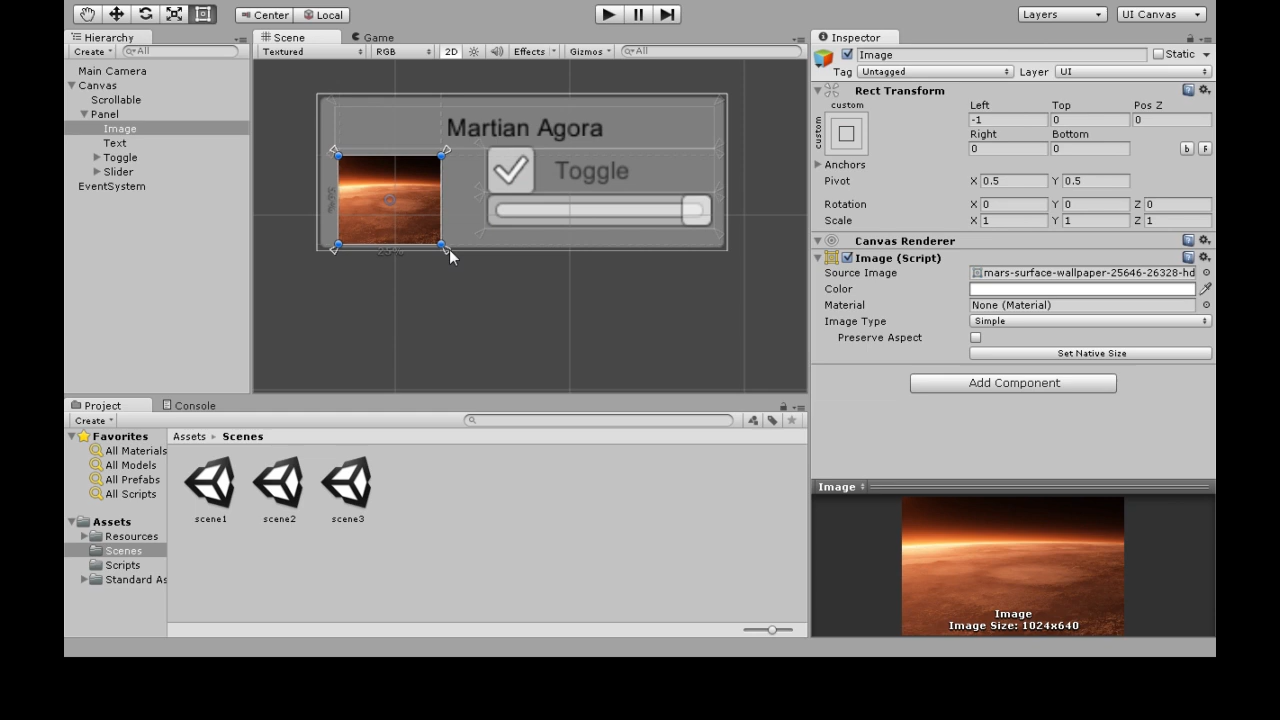 Center Local Layers UI Canvas
Hierarchy
Create All
Main Camera
Canvas
Scrollable
Panel
Image
Text
Toggle
Slider
EventSystem
Scene Game
Textured RGB 2D Effects Gizmos All
Martian Agora
Toggle
25%
Inspector
Image Static
Tag Untagged Layer UI
Rect Transform
custom Left Top Pos Z
custom -1 0 0
Right Bottom
0 0 b F
Anchors
Pivot X 0.5 Y 0.5
Rotation X 0 Y 0 Z 0
Scale X 1 Y 1 Z 1
Canvas Renderer
Image (Script)
Source Image mars-surface-wallpaper-25646-26328-hd
Color
Material None (Material)
Image Type Simple
Preserve Aspect
Set Native Size
Add Component
Project Console
Create
Favorites
All Materials
All Models
All Prefabs
All Scripts
Assets
Resources
Scenes
Scripts
Standard As
Assets Scenes
scene1 scene2 scene3
Image
Image
Image Size: 1024x640